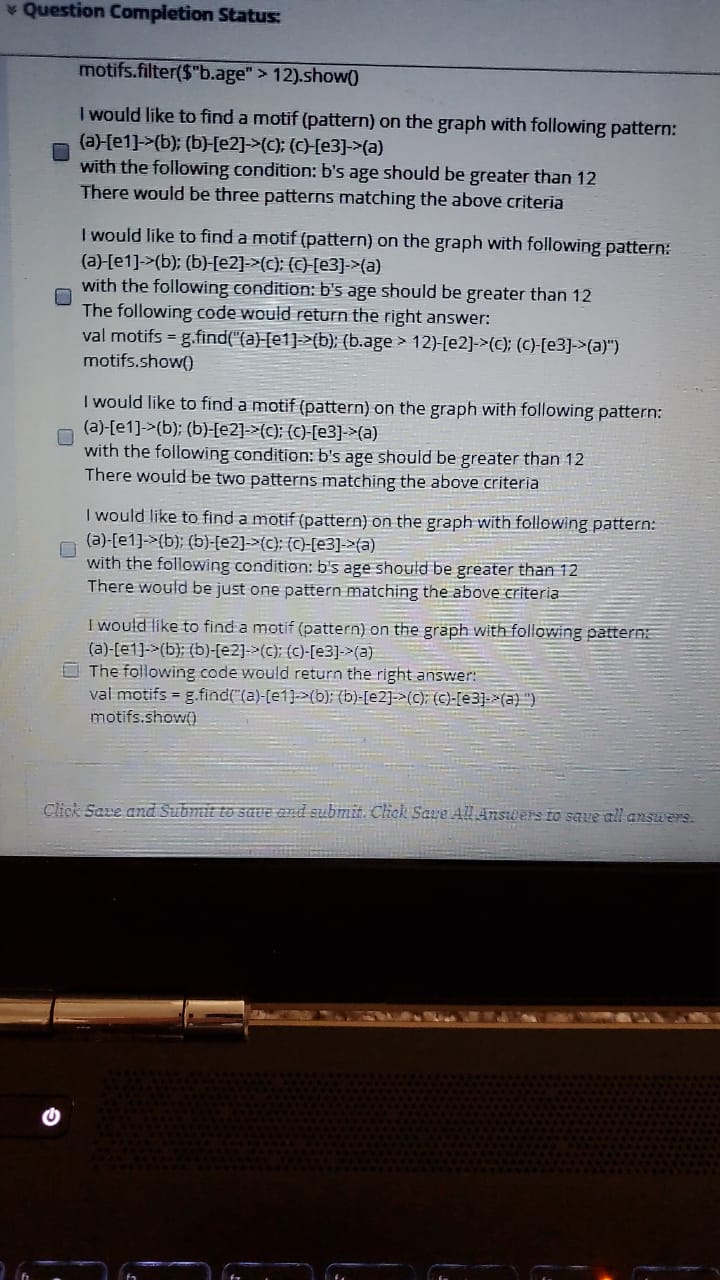 Question Completion Status:
motifs.filter($"b.age" > 12).show()
I would like to find a motif (pattern) on the graph with following pattern:
(a)-[e1]->(b); (b)-[e2]->(c); (c)-[e3]->(a)
with the following condition: b's age should be greater than 12
There would be three patterns matching the above criteria
I would like to find a motif (pattern) on the graph with following pattern:
(a)-[e1]->(b); (b)-[e2]->(c); (c)-[e3]->(a)
with the following condition: b's age should be greater than 12
The following code would return the right answer:
val motifs = g.find("(a)-[e1]->(b); (b.age > 12)-[e2]->(c); (c)-[e3]->(a)")
motifs.show()
I would like to find a motif (pattern) on the graph with following pattern:
(a)-[e1]->(b); (b)-[e2]->(c); (c)-[e3]->(a)
with the following condition: b's age should be greater than 12
There would be two patterns matching the above criteria
I would like to find a motif (pattern) on the graph with following pattern:
(a)-[e1]->(b); (b)-[e2]->(c); (c)-[e3]->(a)
with the following condition: b's age should be greater than 12
There would be just one pattern matching the above criteria
I would like to find a motif (pattern) on the graph with following pattern:
(a)-[e1]->(b); (b)-[e2]->(c); (c)-[e3]->(a)
The following code would return the right answer:
val motifs = g.find("(a)-[e1]->(b); (b)-[e2]->(c); (c)-[e3]->(a) ")
motifs.show()
Click Save and Submit to save and submit. Click Save All Answers to save all answers.